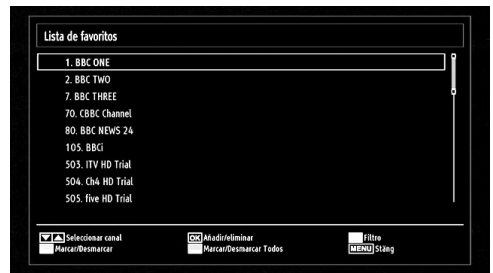 Lista de favoritos
1. BBC ONE
2. BBC TWO
7. BBC THREE
70. CBBC Channel
80. BBC NEWS 24
105. BBCi
503. ITV HD Trial
504. Ch4 HD Trial
505. five HD Trial
Seleccionar canal OK Añadir/eliminar Filtro
Marcar/Desmarcar Marcar/Desmarcar Todos MENU Stäng